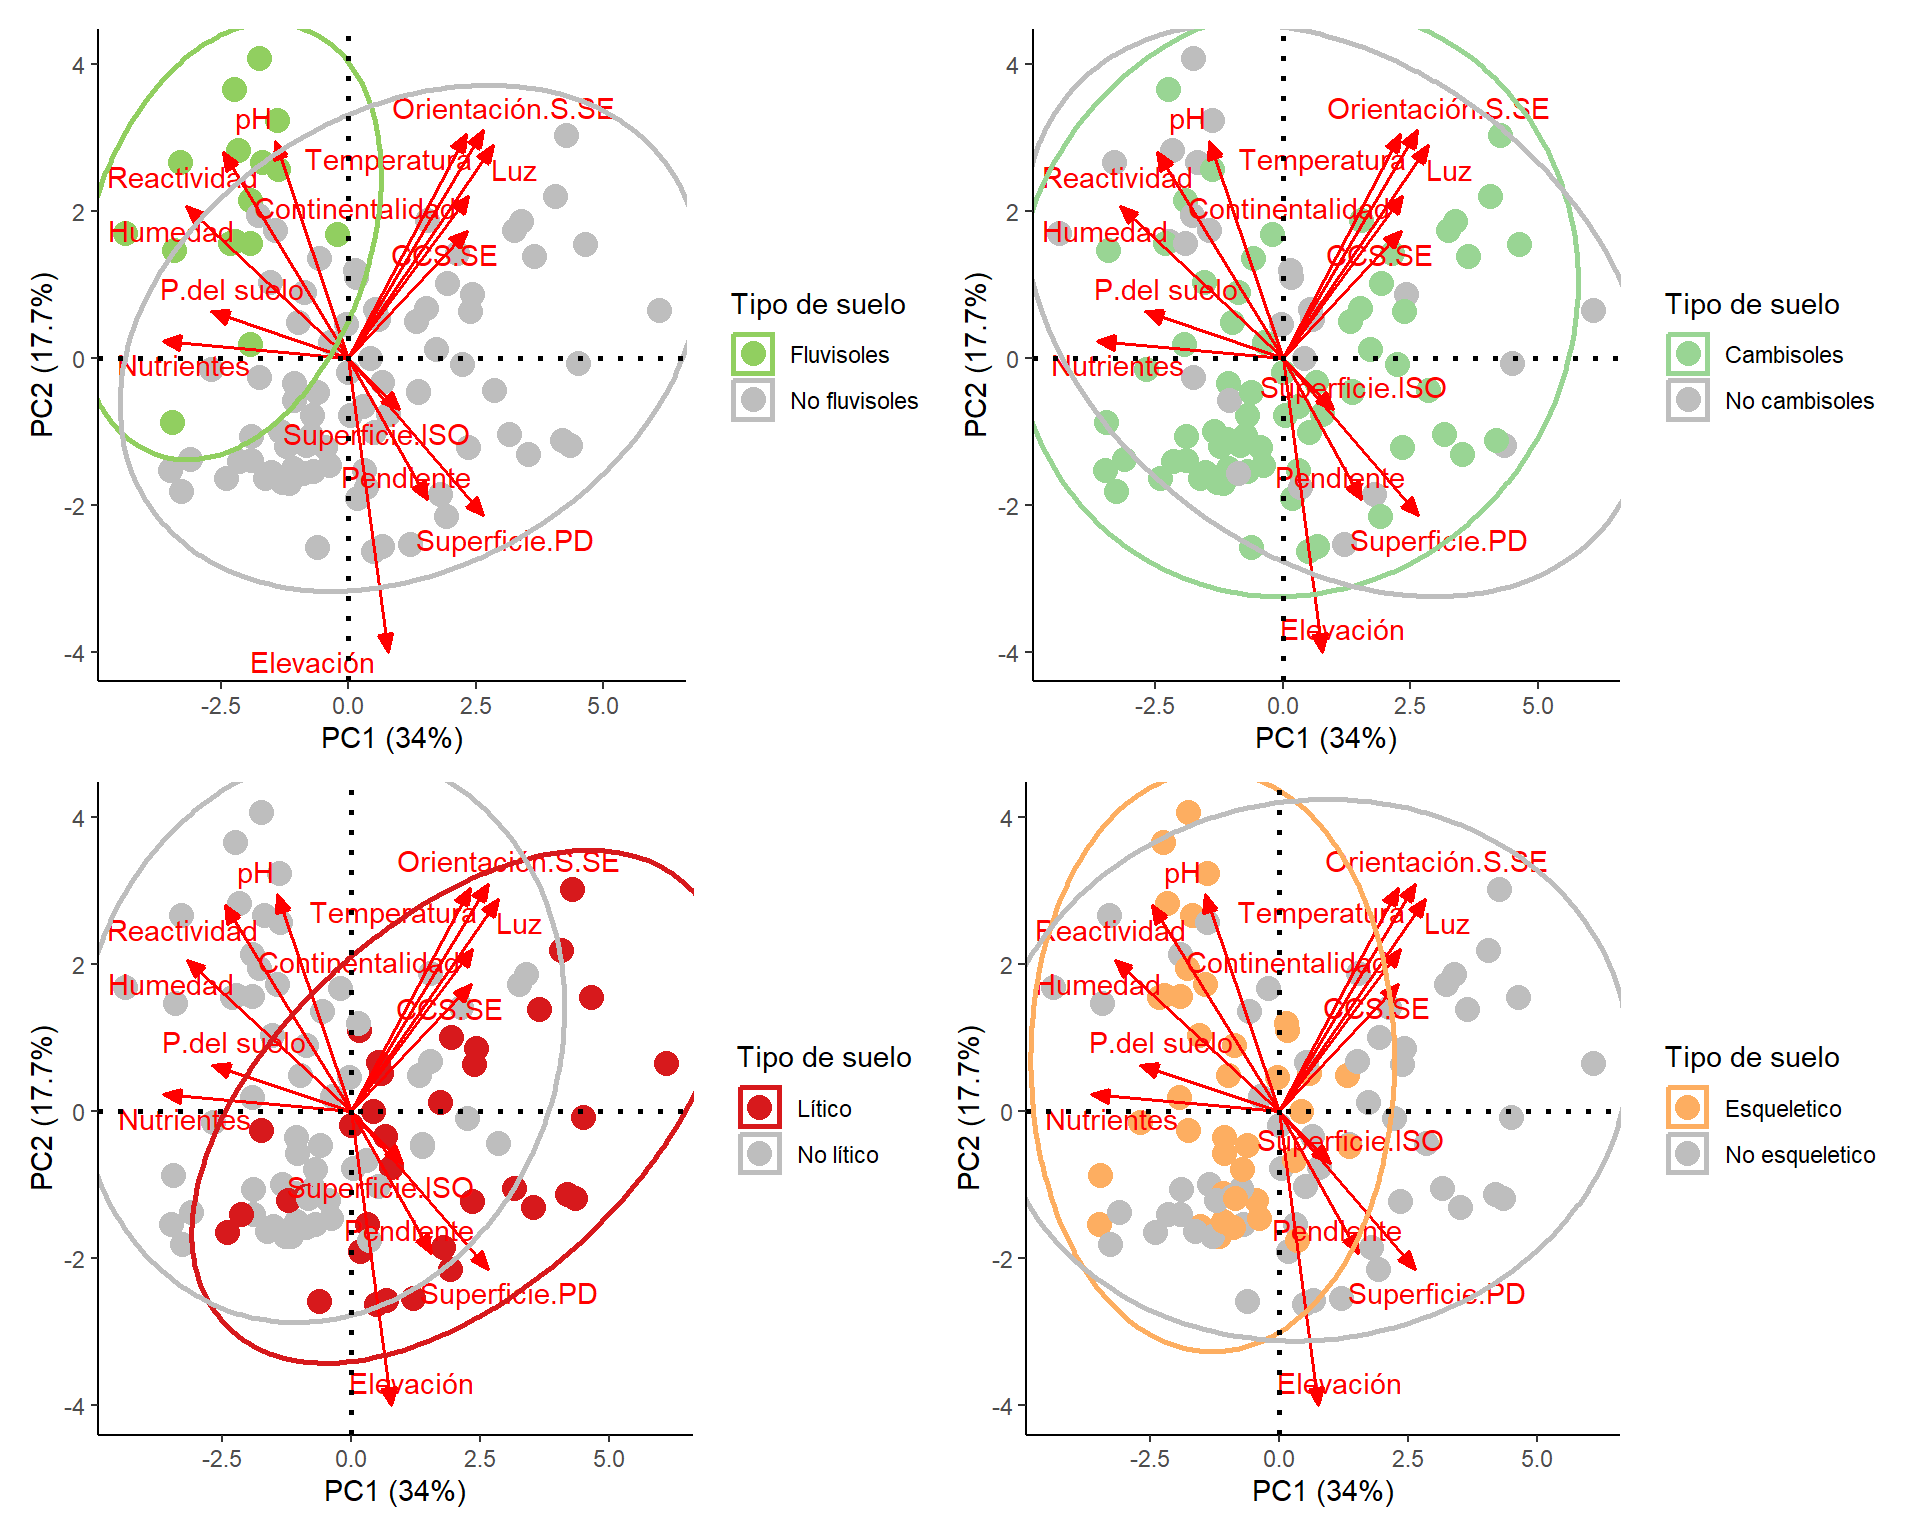 4
2
0
-2
-4
PC2 (17.7%)
-2.5
0.0
2.5
5.0
PC1 (34%)
Orientación.S.SE
pH
Temperatura
Luz
Reactividad
Continentalidad
Humedad
CCS.SE
P.del suelo
Nutrientes
Superficie.ISO
Pendiente
Superficie.PD
Elevación
Tipo de suelo
Fluvisoles
No fluvisoles
4
2
0
-2
-4
PC2 (17.7%)
-2.5
0.0
2.5
5.0
PC1 (34%)
Orientación.S.SE
pH
Temperatura
Luz
Reactividad
Continentalidad
Humedad
CCS.SE
P.del suelo
Nutrientes
Superficie.ISO
Pendiente
Superficie.PD
Elevación
Tipo de suelo
Cambisoles
No cambisoles
4
2
0
-2
-4
PC2 (17.7%)
-2.5
0.0
2.5
5.0
PC1 (34%)
Orientación.S.SE
pH
Temperatura
Luz
Reactividad
Continentalidad
Humedad
CCS.SE
P.del suelo
Nutrientes
Superficie.ISO
Pendiente
Superficie.PD
Elevación
Tipo de suelo
Lítico
No lítico
4
2
0
-2
-4
PC2 (17.7%)
-2.5
0.0
2.5
5.0
PC1 (34%)
Orientación.S.SE
pH
Temperatura
Luz
Reactividad
Continentalidad
Humedad
CCS.SE
P.del suelo
Nutrientes
Superficie.ISO
Pendiente
Superficie.PD
Elevación
Tipo de suelo
Esqueletico
No esqueletico